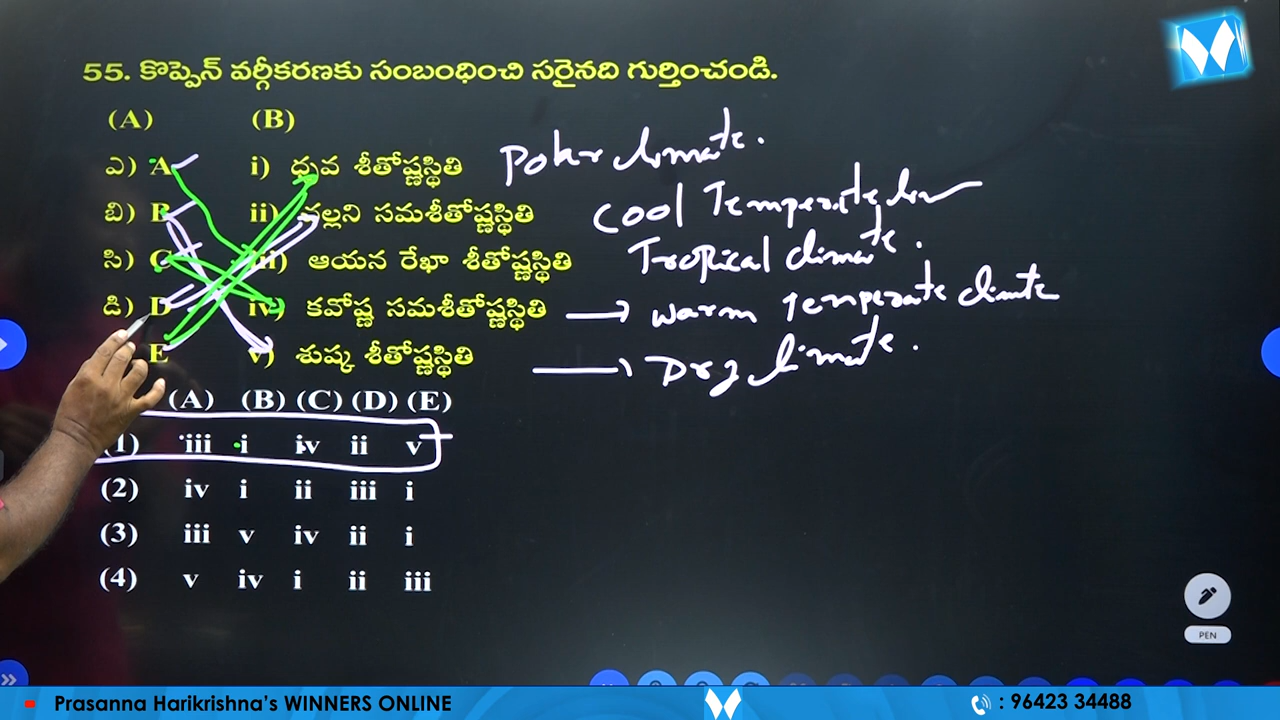 55. కొప్పెన్ వర్గీకరణకు సంబంధించి సరైనది గుర్తించండి.
(A) (B)
ఎ) A i) ధ్రువ శీతోష్ణస్థితి Polar climate.
బి) B ii) చల్లని సమశీతోష్ణస్థితి Cool Temperate
సి) C iii) ఆయన రేఖా శీతోష్ణస్థితి Tropical climate.
డి) D iv) కవోష్ణ సమశీతోష్ణస్థితి → warm Temperate climate
E v) శుష్క శీతోష్ణస్థితి → Dry climate.
(A) (B) (C) (D) (E)
(1) iii i iv ii v
(2) iv i ii iii i
(3) iii v iv ii i
(4) v iv i ii iii
PEN
Prasanna Harikrishna's WINNERS ONLINE W : 96423 34488